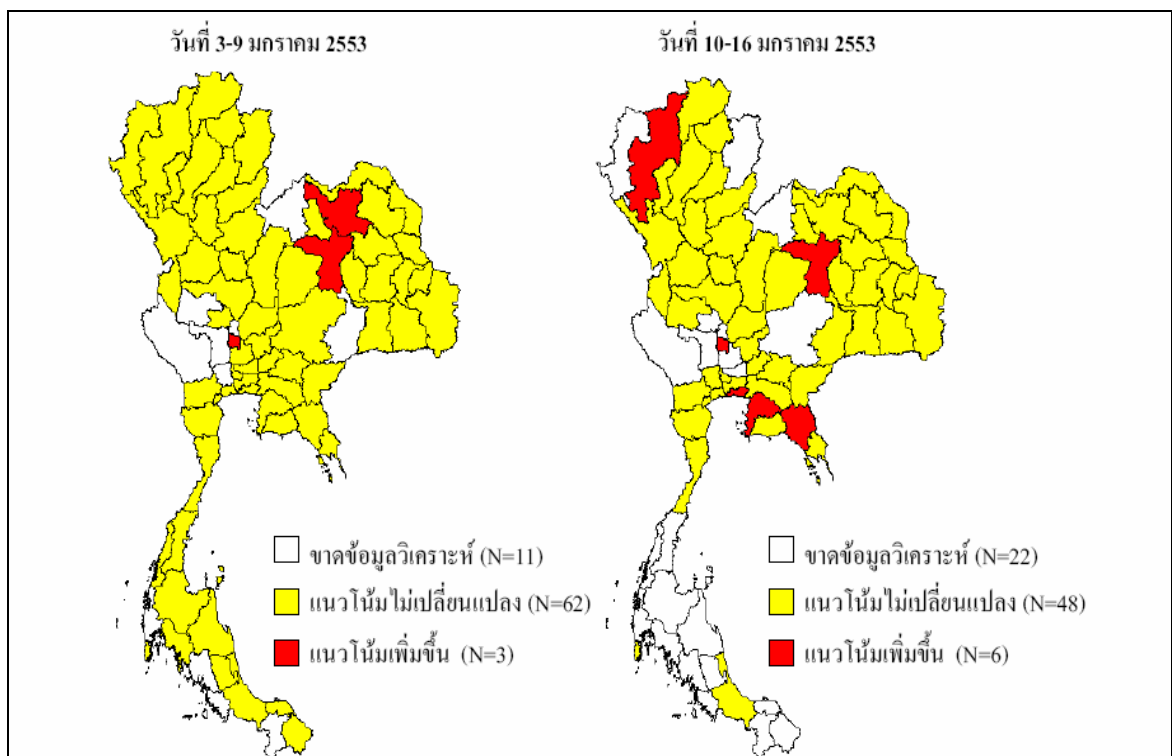 วันที่ 3-9 มกราคม 2553
ขาดข้อมูลวิเคราะห์ (N=11)
แนวโน้มไม่เปลี่ยนแปลง (N=62)
แนวโน้มเพิ่มขึ้น (N=3)
วันที่ 10-16 มกราคม 2553
ขาดข้อมูลวิเคราะห์ (N=22)
แนวโน้มไม่เปลี่ยนแปลง (N=48)
แนวโน้มเพิ่มขึ้น (N=6)